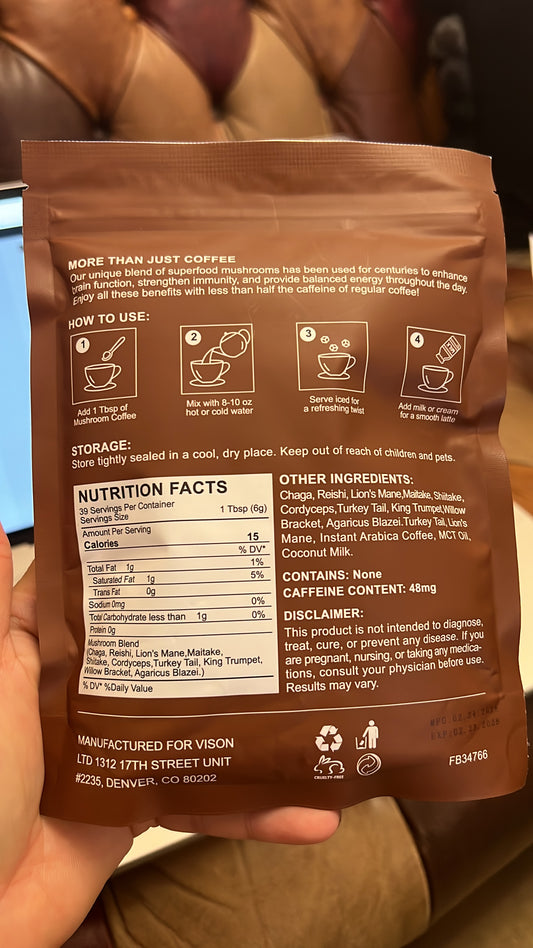 MORE THAN JUST COFFEE
Our unique blend of superfood mushrooms has been used for centuries to enhance
brain function, strengthen immunity, and provide balanced energy throughout the day.
Enjoy all these benefits with less than half the caffeine of regular coffee!
HOW TO USE:
1
Add 1 Tbsp of
Mushroom Coffee
2
Mix with 8-10 oz
hot or cold water
3
Serve iced for
a refreshing twist
4
Add milk or cream
for a smooth latte
STORAGE:
Store tightly sealed in a cool, dry place. Keep out of reach of children and pets.
NUTRITION FACTS
39 Servings Per Container
Servings Size 1 Tbsp (6g)
Amount Per Serving
Calories 15
% DV*
Total Fat 1g 1%
Saturated Fat 1g 5%
Trans Fat 0g
Sodium 0mg 0%
Total Carbohydrate less than 1g 0%
Protein 0g
Mushroom Blend
(Chaga, Reishi, Lion's Mane,Maitake,
Shiitake, Cordyceps,Turkey Tail, King Trumpet,
Willow Bracket, Agaricus Blazei.)
% DV* %Daily Value
OTHER INGREDIENTS:
Chaga, Reishi, Lion's Mane,Maitake, Shiitake,
Cordyceps,Turkey Tail, King Trumpet,Willow
Bracket, Agaricus Blazei.Turkey Tail, Lion's
Mane, Instant Arabica Coffee, MCT Oil,
Coconut Milk.
CONTAINS: None
CAFFEINE CONTENT: 48mg
DISCLAIMER:
This product is not intended to diagnose,
treat, cure, or prevent any disease. If you
are pregnant, nursing, or taking any medica-
tions, consult your physician before use.
Results may vary.
MANUFACTURED FOR VISON
LTD 1312 17TH STREET UNIT
#2235, DENVER, CO 80202
CRUELTY-FREE
FB34766